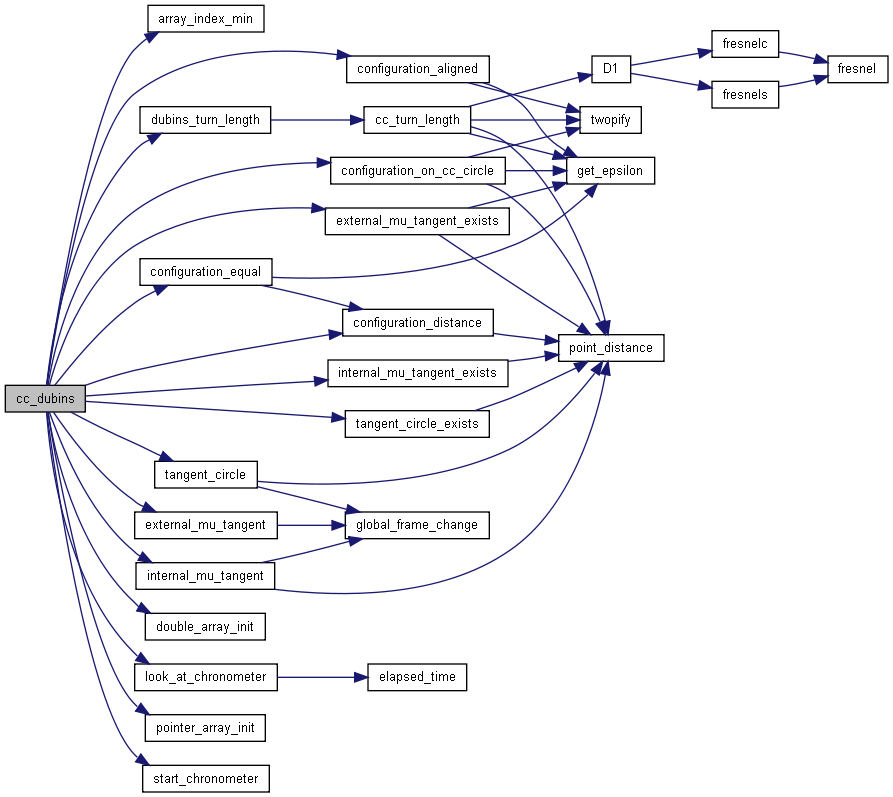 array_index_min
fresnelc
configuration_aligned
D1
fresnel
fresnels
dubins_turn_length
cc_turn_length
twopify
configuration_on_cc_circle
get_epsilon
external_mu_tangent_exists
configuration_equal
configuration_distance
point_distance
internal_mu_tangent_exists
cc_dubins
tangent_circle_exists
tangent_circle
external_mu_tangent
global_frame_change
internal_mu_tangent
double_array_init
look_at_chronometer
elapsed_time
pointer_array_init
start_chronometer